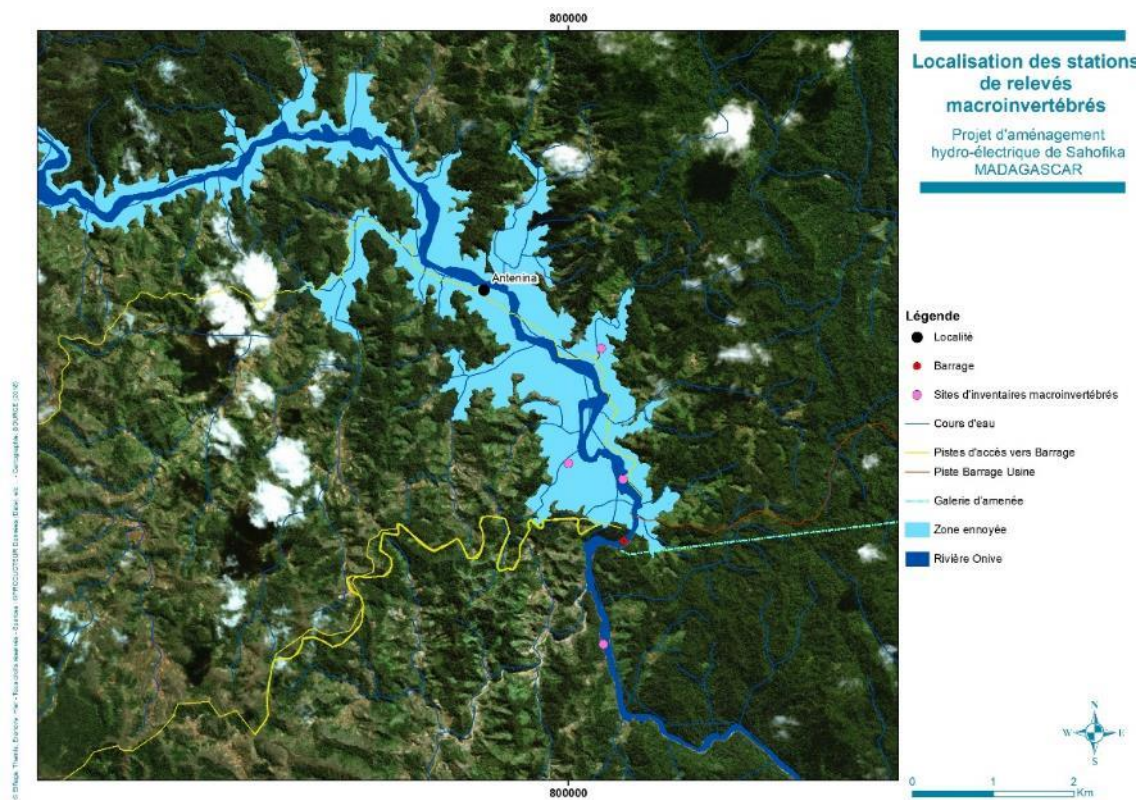 800000
Localisation des stations
de relevés
macroinvertébrés
Projet d'aménagement
hydro-électrique de Sahofika
MADAGASCAR
Antenina
Légende
Localité
Barrage
Sites d'inventaires macroinvertébrés
Cours d'eau
Pistes d'accès vers Barrage
Piste Barrage Usine
Galerie d'amenée
Zone ennoyée
Rivière Onive
N
W E
S
0 1 2
Km
800000